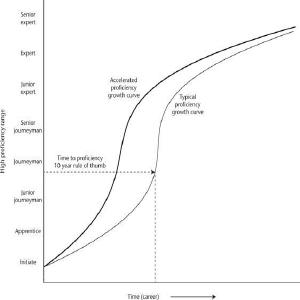 Senior
expert
Expert
Junior
expert
Senior
journeyman
Journeyman
Junior
journeyman
Apprentice
Initiate
High proficiency range
Accelerated
proficiency
growth curve
Typical
proficiency
growth curve
Time to proficiency
10-year rule of thumb
Time (career)